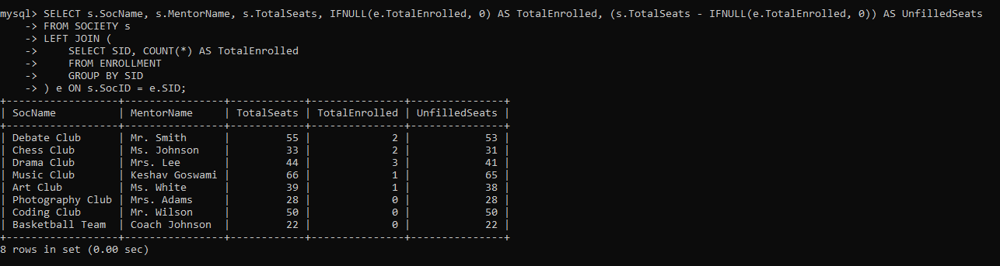 mysql> SELECT s.SocName, s.MentorName, s.TotalSeats, IFNULL(e.TotalEnrolled, 0) AS TotalEnrolled, (s.TotalSeats - IFNULL(e.TotalEnrolled, 0)) AS UnfilledSeats
    -> FROM SOCIETY s
    -> LEFT JOIN (
    ->     SELECT SID, COUNT(*) AS TotalEnrolled
    ->     FROM ENROLLMENT
    ->     GROUP BY SID
    -> ) e ON s.SocID = e.SID;
+------------------+----------------+------------+---------------+---------------+
| SocName          | MentorName     | TotalSeats | TotalEnrolled | UnfilledSeats |
+------------------+----------------+------------+---------------+---------------+
| Debate Club      | Mr. Smith      |         55 |             2 |            53 |
| Chess Club       | Ms. Johnson    |         33 |             2 |            31 |
| Drama Club       | Mrs. Lee       |         44 |             3 |            41 |
| Music Club       | Keshav Goswami |         66 |             1 |            65 |
| Art Club         | Ms. White      |         39 |             1 |            38 |
| Photography Club | Mrs. Adams     |         28 |             0 |            28 |
| Coding Club      | Mr. Wilson     |         50 |             0 |            50 |
| Basketball Team  | Coach Johnson  |         22 |             0 |            22 |
+------------------+----------------+------------+---------------+---------------+
8 rows in set (0.00 sec)